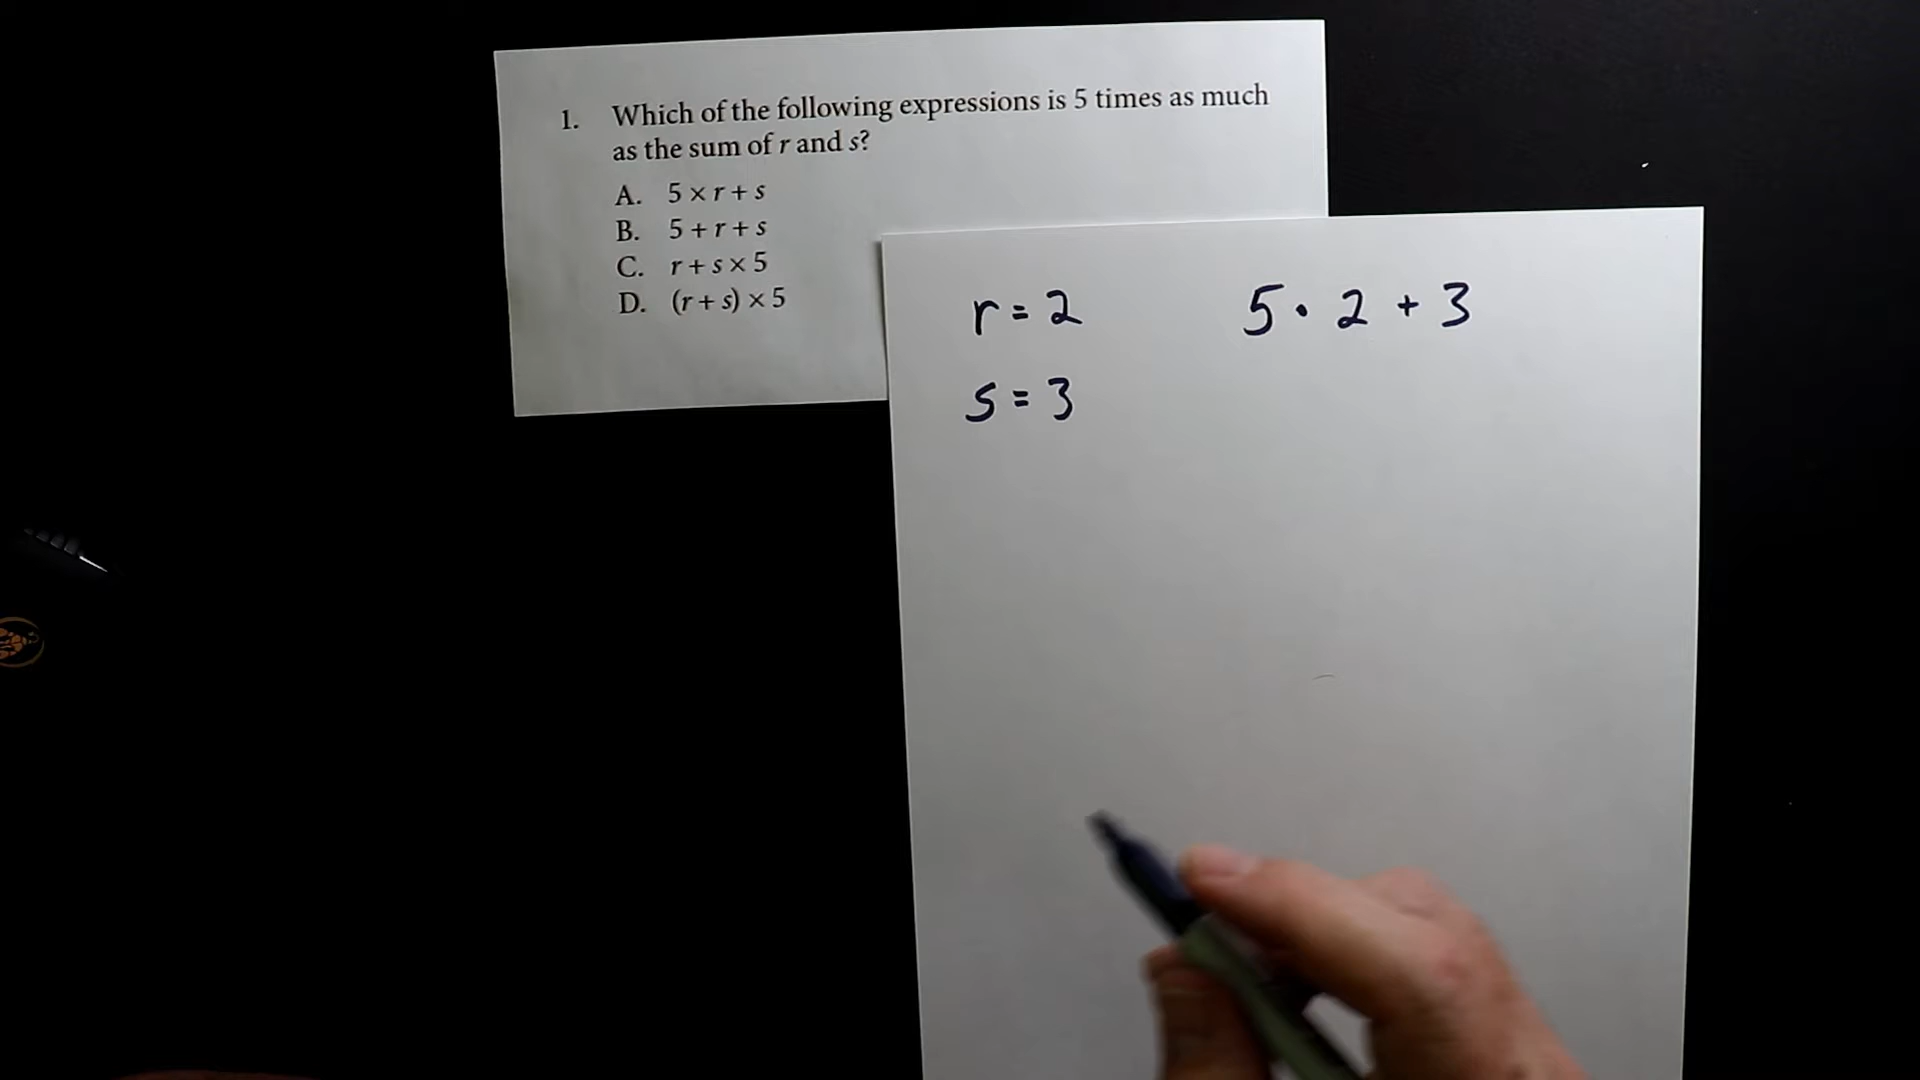 1. Which of the following expressions is 5 times as much
as the sum of r and s?
A. 5 × r + s
B. 5 + r + s
C. r + s × 5
D. (r + s) × 5
r = 2
5 · 2 + 3
s = 3